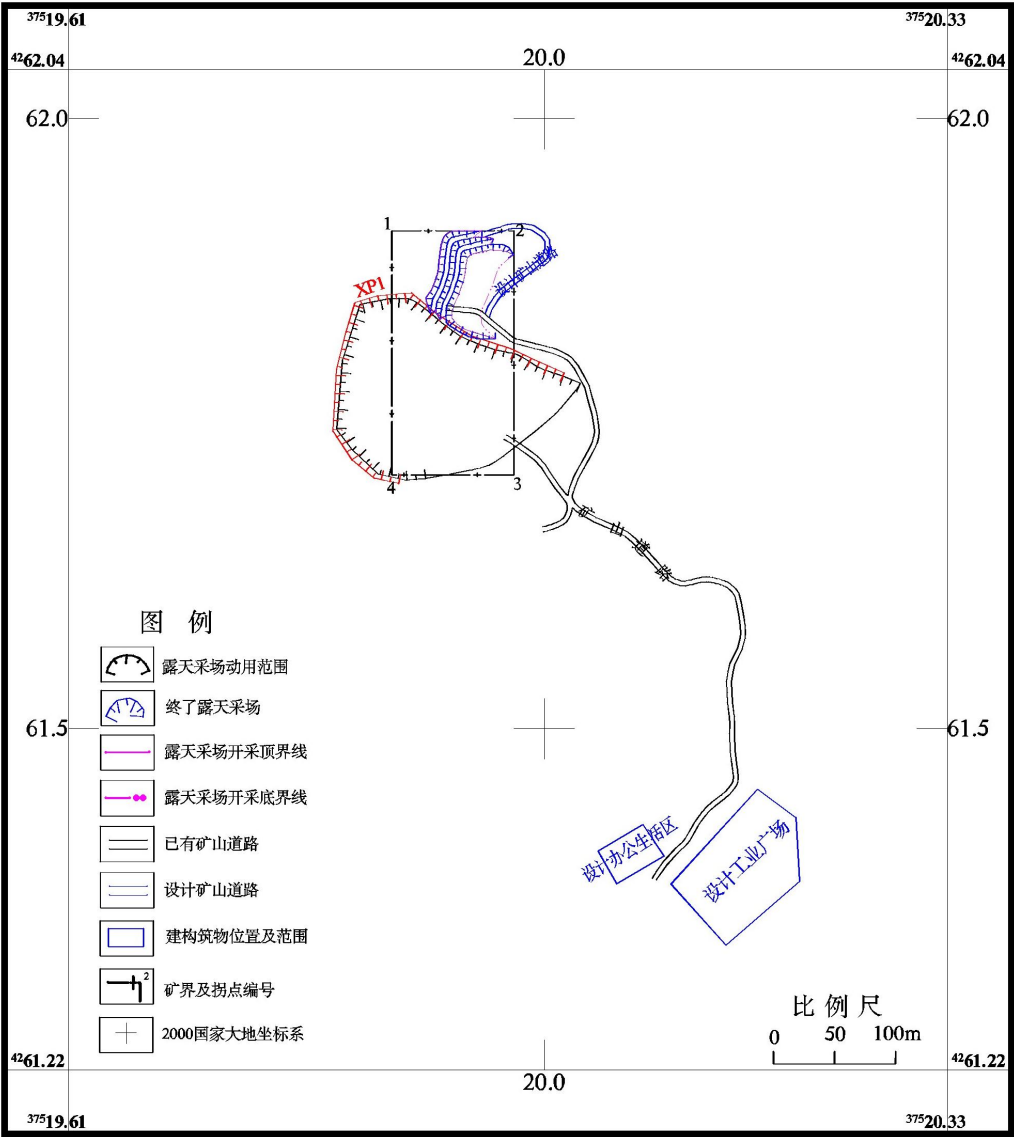 37519.61
37520.33
4262.04
20.0
4262.04
62.0
62.0
1
2
设计矿山道路
XP1
4
3
矿山道路
图 例
露天采场动用范围
终了露天采场
61.5
61.5
露天采场开采顶界线
露天采场开采底界线
已有矿山道路
设计办公生活区
设计工业广场
设计矿山道路
建构筑物位置及范围
2
矿界及拐点编号
比 例 尺
2000国家大地坐标系
0 50 100m
4261.22
4261.22
20.0
37519.61
37520.33